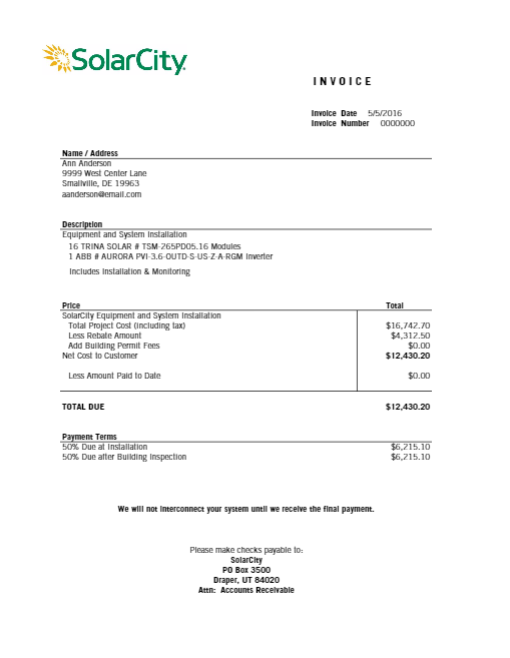 SolarCity
INVOICE
Invoice Date 5/5/2016
Invoice Number 0000000
Name / Address
Ann Anderson
9999 West Center Lane
Smallville, DE 19963
aanderson@email.com
Description
Equipment and System Installation
16 TRINA SOLAR # TSM-265PD05.16 Modules
1 ABB # AURORA PVI-3.6-OUTD-S-US-Z-A-RGM Inverter
Includes Installation & Monitoring
Price Total
SolarCity Equipment and System Installation
Total Project Cost (including tax) $16,742.70
Less Rebate Amount $4,312.50
Add Building Permit Fees $0.00
Net Cost to Customer $12,430.20
Less Amount Paid to Date $0.00
TOTAL DUE $12,430.20
Payment Terms
50% Due at Installation $6,215.10
50% Due after Building Inspection $6,215.10
We will not interconnect your system until we receive the final payment.
Please make checks payable to:
SolarCity
PO Box 3500
Draper, UT 84020
Attn: Accounts Receivable